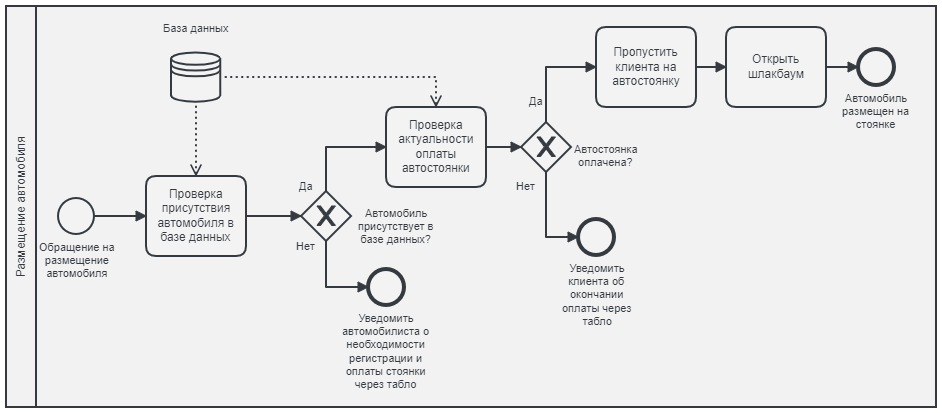 Размещение автомобиля
База данных
Обращение на
размещение
автомобиля
Проверка
присутствия
автомобиля в
базе данных
Да
Нет
Автомобиль
присутствует в
базе данных?
Уведомить
автомобилиста о
необходимости
регистрации и
оплаты стоянки
через табло
Проверка
актуальности
оплаты
автостоянки
Да
Нет
Автостоянка
оплачена?
Уведомить
клиента об
окончании
оплаты через
табло
Пропустить
клиента на
автостоянку
Открыть
шлакбаум
Автомобиль
размещен на
стоянке